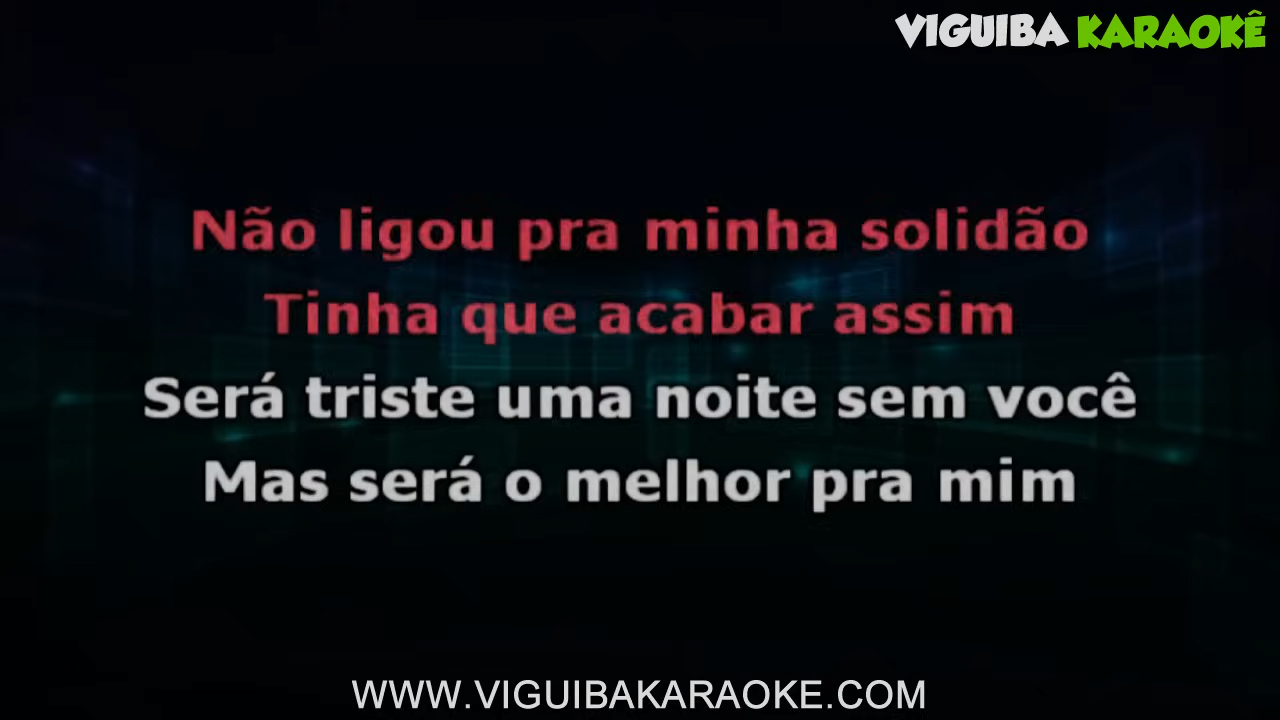 VIGUIBA KARAOKÊ
Não ligou pra minha solidão
Tinha que acabar assim
Será triste uma noite sem você
Mas será o melhor pra mim
WWW.VIGUIBAKARAOKE.COM